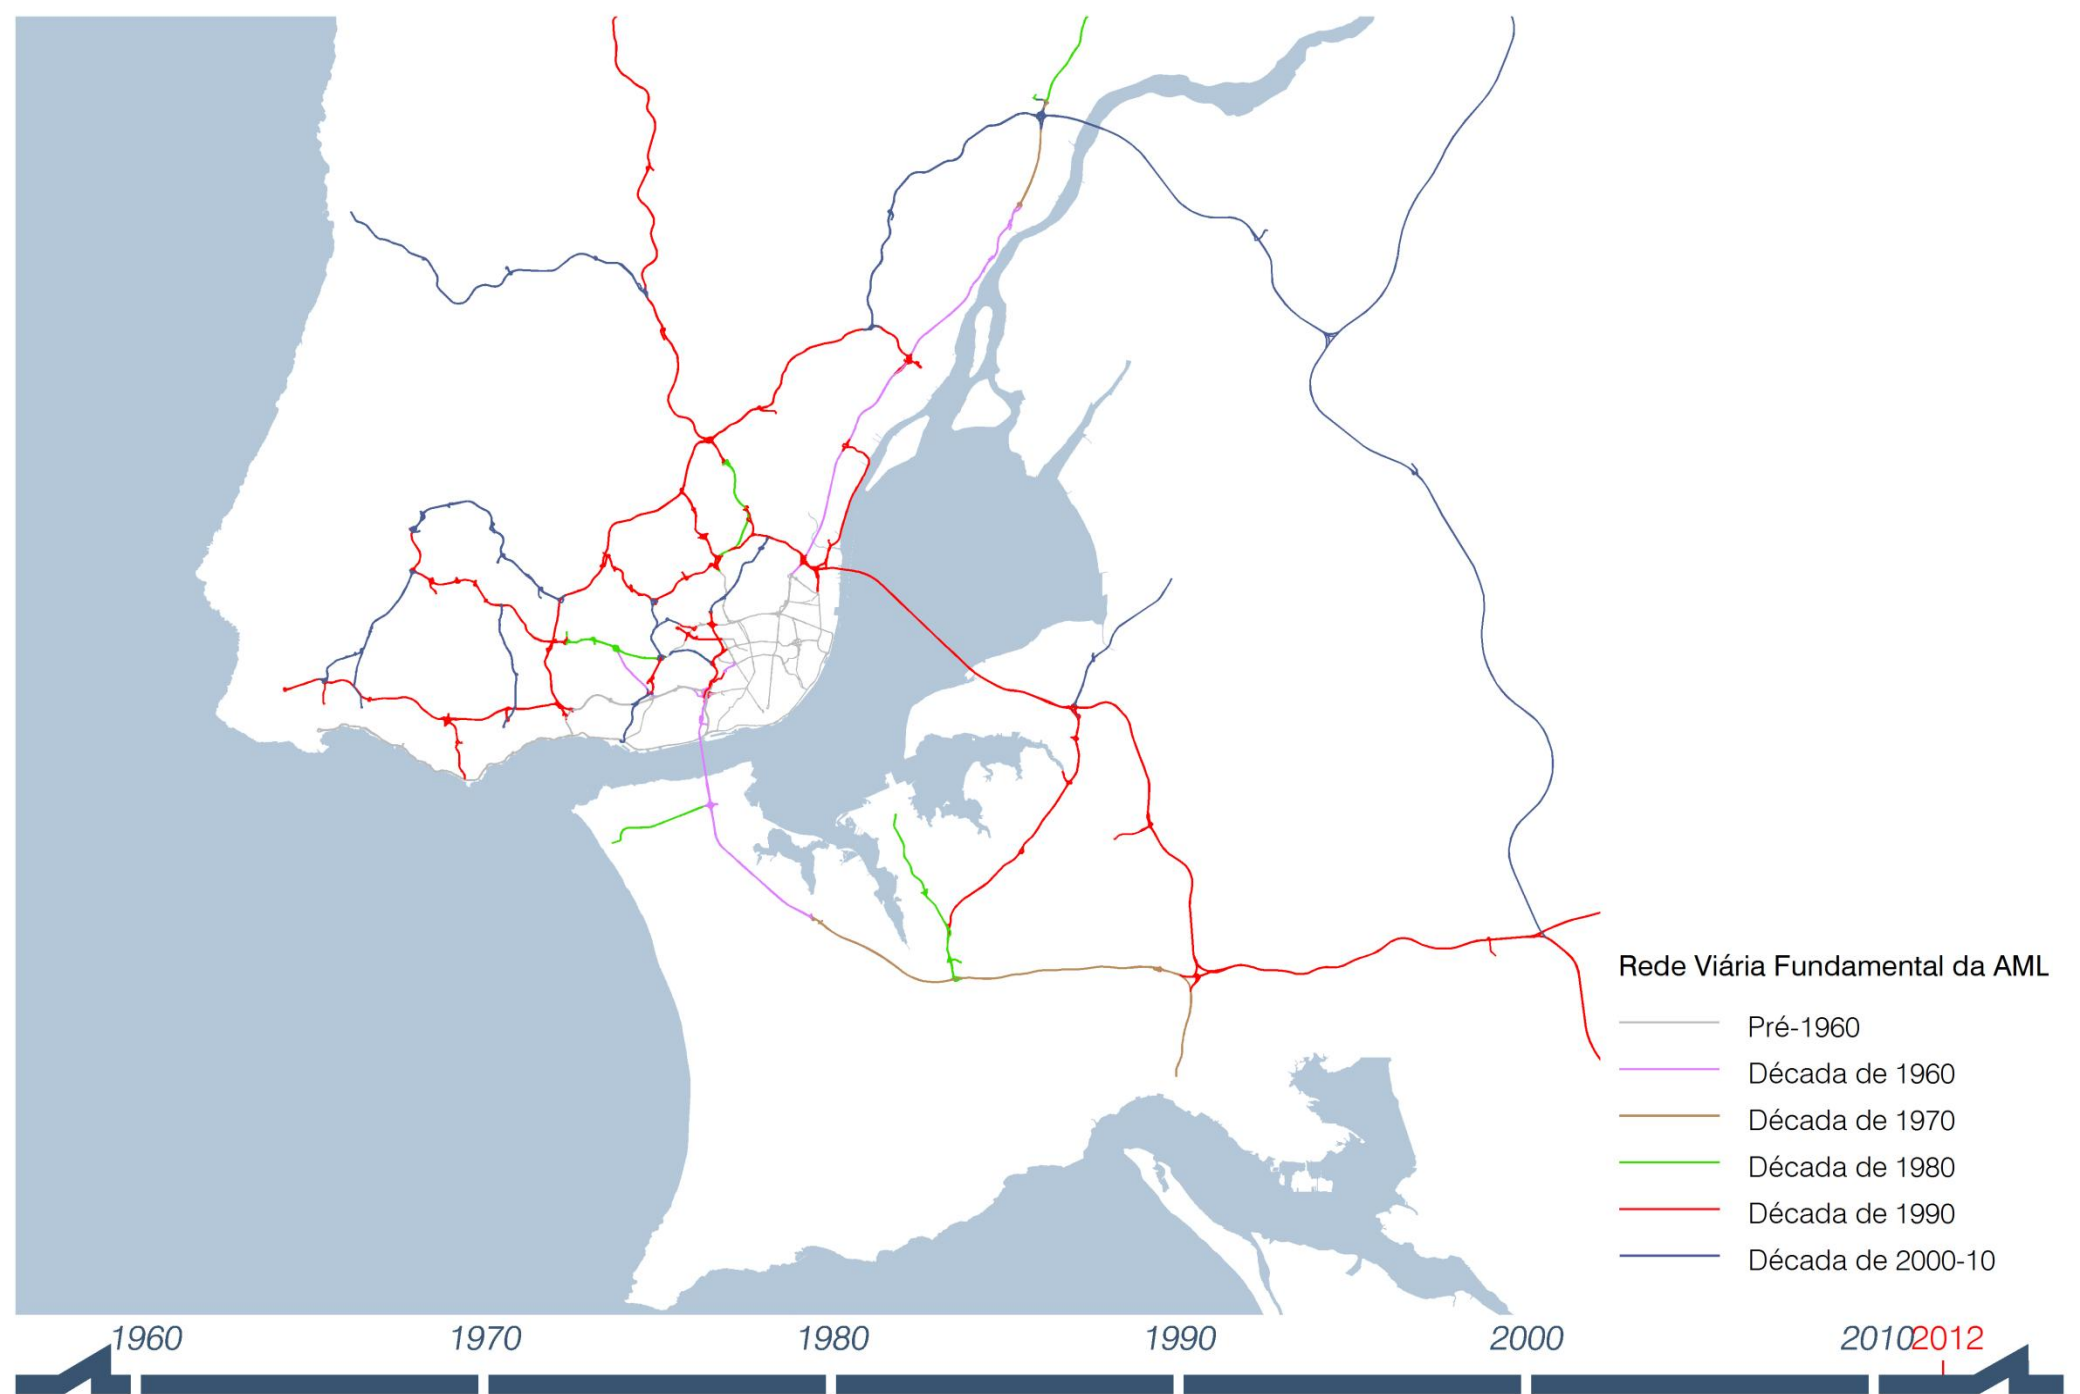 Rede Viária Fundamental da AML
Pré-1960
Década de 1960
Década de 1970
Década de 1980
Década de 1990
Década de 2000-10
1960 1970 1980 1990 2000 2010 2012